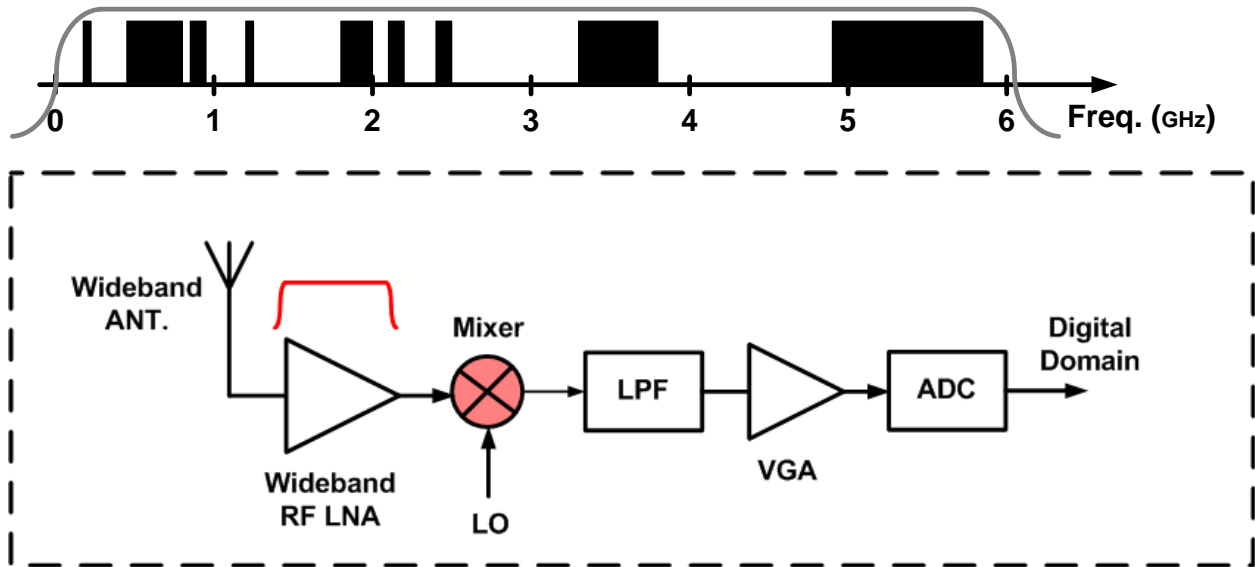 0 1 2 3 4 5 6 Freq. (GHz)
Wideband
ANT.
Mixer
Digital
Domain
LPF
ADC
VGA
Wideband
RF LNA
LO